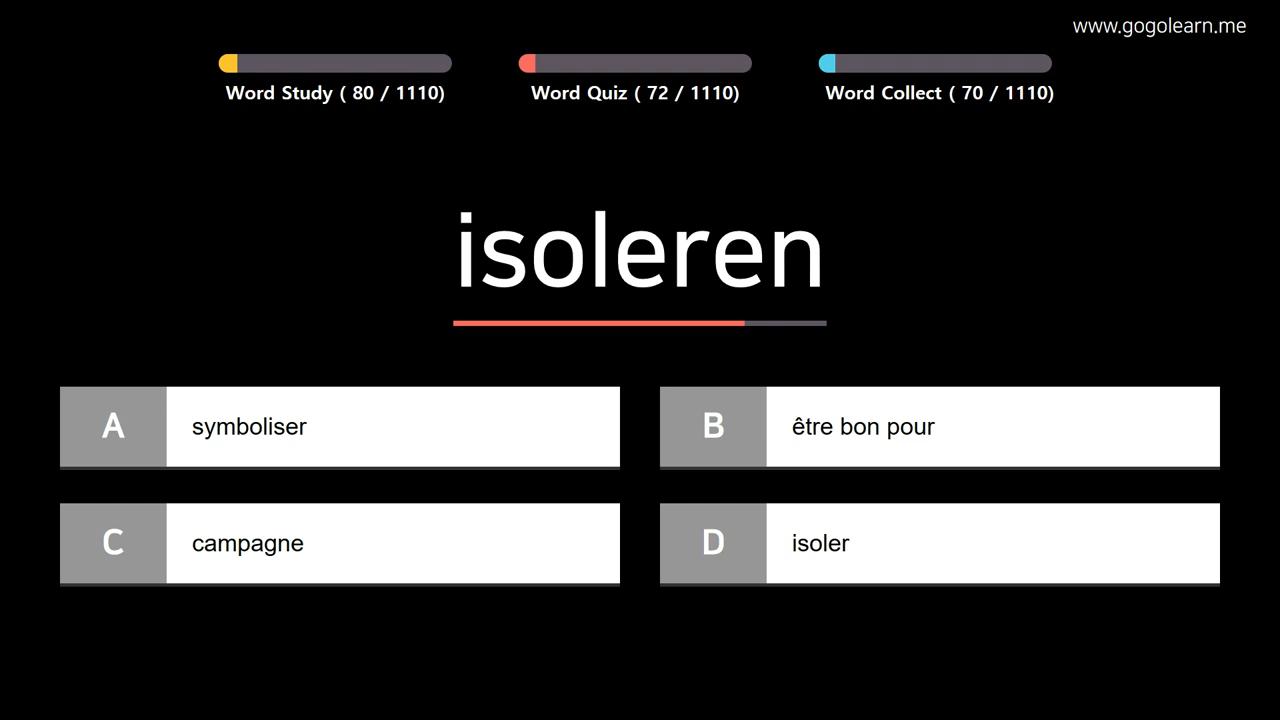 www.gogolearn.me
Word Study ( 80 / 1110)
Word Quiz ( 72 / 1110)
Word Collect ( 70 / 1110)
isoleren
A symboliser
B être bon pour
C campagne
D isoler